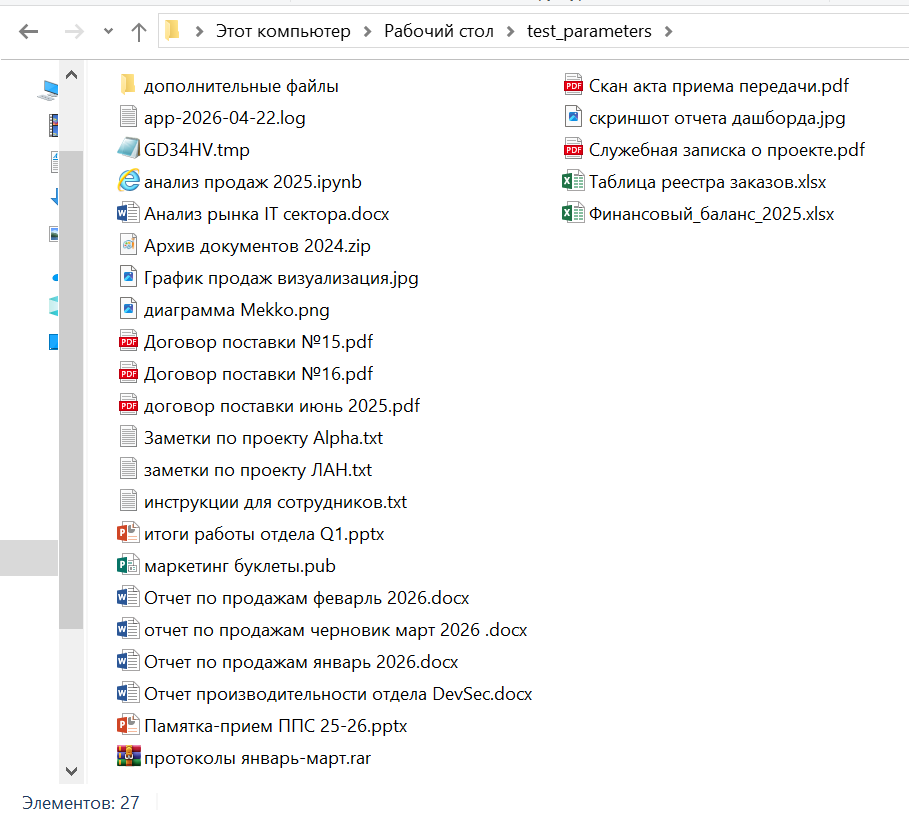 Этот компьютер > Рабочий стол > test_parameters >
дополнительные файлы
app-2026-04-22.log
GD34HV.tmp
анализ продаж 2025.ipynb
Анализ рынка IT сектора.docx
Архив документов 2024.zip
График продаж визуализация.jpg
диаграмма Mekko.png
Договор поставки №15.pdf
Договор поставки №16.pdf
договор поставки июнь 2025.pdf
Заметки по проекту Alpha.txt
заметки по проекту ЛАН.txt
инструкции для сотрудников.txt
итоги работы отдела Q1.pptx
маркетинг буклеты.pub
Отчет по продажам феварль 2026.docx
отчет по продажам черновик март 2026 .docx
Отчет по продажам январь 2026.docx
Отчет производительности отдела DevSec.docx
Памятка-прием ППС 25-26.pptx
протоколы январь-март.rar
Скан акта приема передачи.pdf
скриншот отчета дашборда.jpg
Служебная записка о проекте.pdf
Таблица реестра заказов.xlsx
Финансовый_баланс_2025.xlsx
Элементов: 27